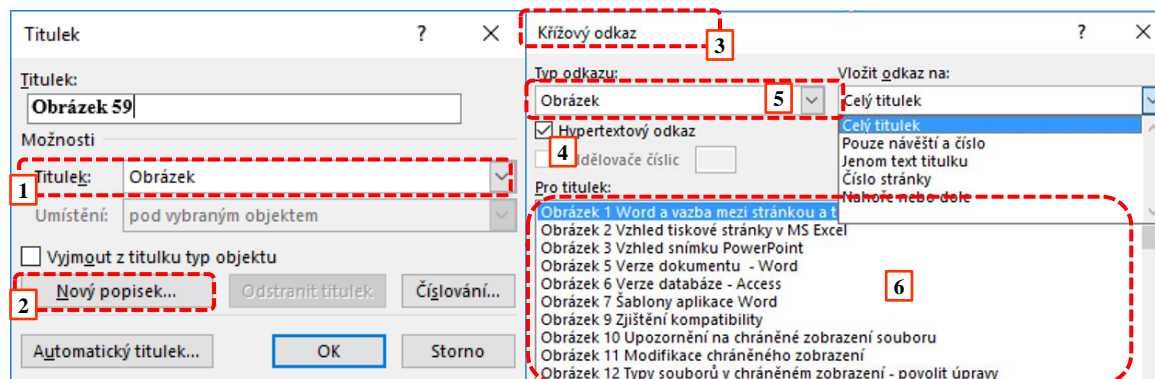 Titulek ? ×
Titulek:
Obrázek 59
Možnosti
1 Titulek: Obrázek
Umístění: pod vybraným objektem
Vyjmout z titulku typ objektu
2 Nový popisek... Odstranit titulek Číslování...
Automatický titulek... OK Storno
Křížový odkaz 3 ? ×
Typ odkazu: Vložit odkaz na:
Obrázek 5 Celý titulek
Hypertextový odkaz Celý titulek
4 číslic Pouze návěští a číslo
Jenom text titulku
Číslo stránky
Pro titulek: Nahoře nebo dole
Obrázek 1 Word a vazba mezi stránkou a t
Obrázek 2 Vzhled tiskové stránky v MS Excel
Obrázek 3 Vzhled snímku PowerPoint
Obrázek 5 Verze dokumentu - Word
Obrázek 6 Verze databáze - Access 6
Obrázek 7 Šablony aplikace Word
Obrázek 9 Zjištění kompatibility
Obrázek 10 Upozornění na chráněné zobrazení souboru
Obrázek 11 Modifikace chráněného zobrazení
Obrázek 12 Typy souborů v chráněném zobrazení - povolit úpravy